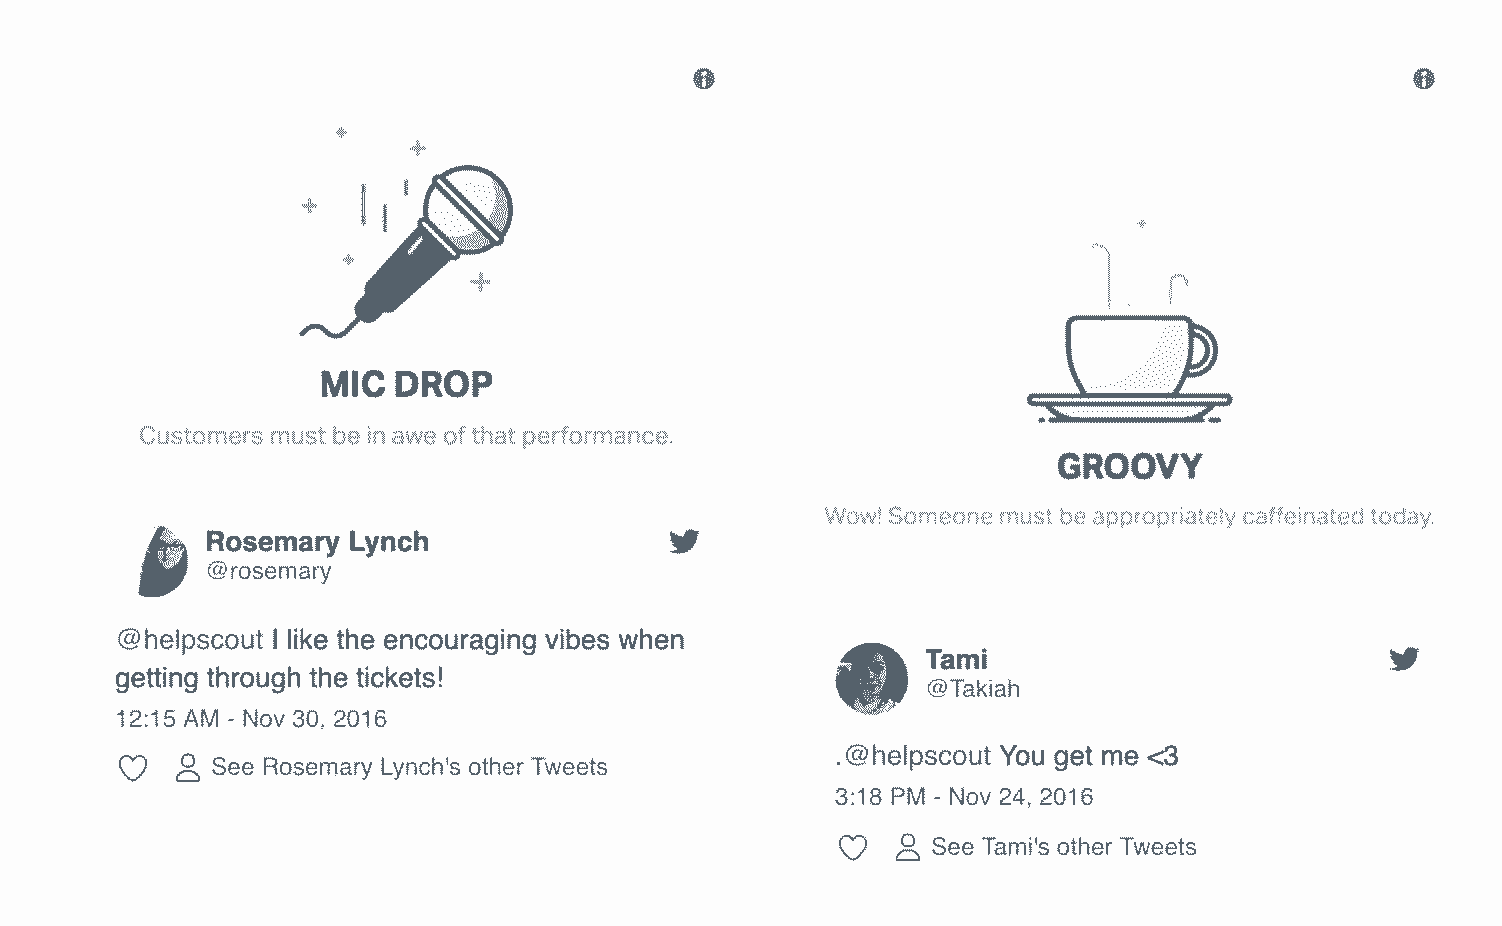 MIC DROP
Customers must be in awe of that performance.
Rosemary Lynch
@rosemary
@helpscout I like the encouraging vibes when
getting through the tickets!
12:15 AM - Nov 30, 2016
See Rosemary Lynch's other Tweets
GROOVY
Wow! Someone must be appropriately caffeinated today.
Tami
@Takiah
.@helpscout You get me <3
3:18 PM - Nov 24, 2016
See Tami's other Tweets